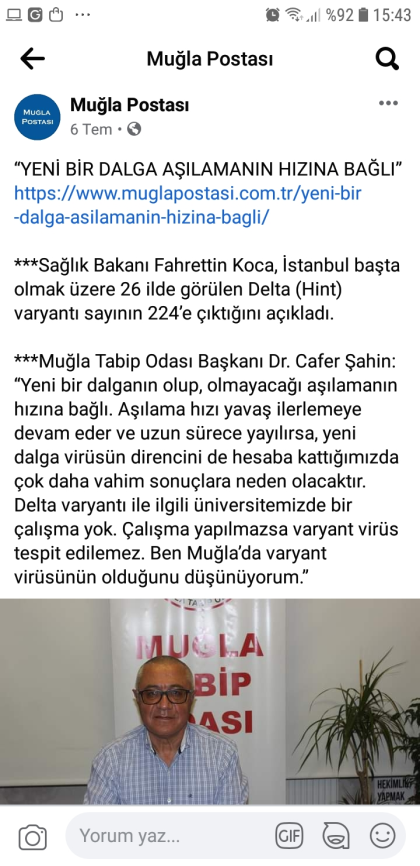 %92 15:43
Muğla Postası
MUĞLA
POSTASI
Muğla Postası
6 Tem
“YENİ BİR DALGA AŞILAMANIN HIZINA BAĞLI”
https://www.muglapostasi.com.tr/yeni-bir
-dalga-asilamanin-hizina-bagli/
***Sağlık Bakanı Fahrettin Koca, İstanbul başta
olmak üzere 26 ilde görülen Delta (Hint)
varyantı sayının 224’e çıktığını açıkladı.
***Muğla Tabip Odası Başkanı Dr. Cafer Şahin:
“Yeni bir dalganın olup, olmayacağı aşılamanın
hızına bağlı. Aşılama hızı yavaş ilerlemeye
devam eder ve uzun sürece yayılırsa, yeni
dalga virüsün direncini de hesaba kattığımızda
çok daha vahim sonuçlara neden olacaktır.
Delta varyantı ile ilgili üniversitemizde bir
çalışma yok. Çalışma yapılmazsa varyant virüs
tespit edilemez. Ben Muğla’da varyant
virüsünün olduğunu düşünüyorum.”
MUĞLA
BİP
DASI
HEKİMLİ
YAPMAK
Yorum yaz...
GIF